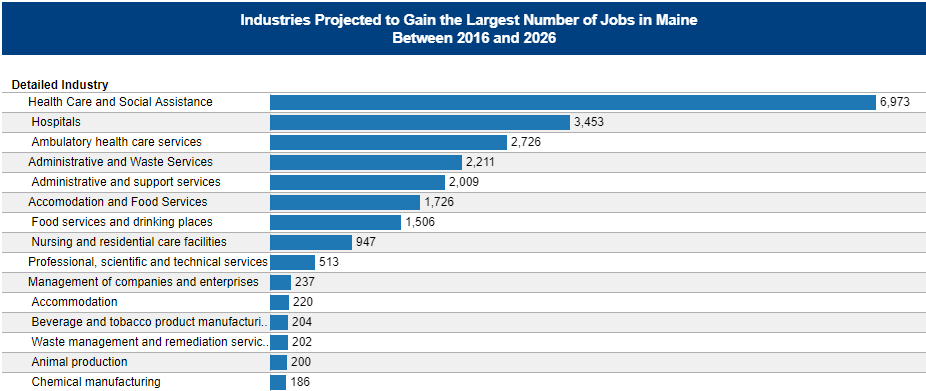 Industries Projected to Gain the Largest Number of Jobs in Maine
Between 2016 and 2026
Detailed Industry
Health Care and Social Assistance 6,973
Hospitals 3,453
Ambulatory health care services 2,726
Administrative and Waste Services 2,211
Administrative and support services 2,009
Accomodation and Food Services 1,726
Food services and drinking places 1,506
Nursing and residential care facilities 947
Professional, scientific and technical services 513
Management of companies and enterprises 237
Accommodation 220
Beverage and tobacco product manufacturi.. 204
Waste management and remediation servic.. 202
Animal production 200
Chemical manufacturing 186